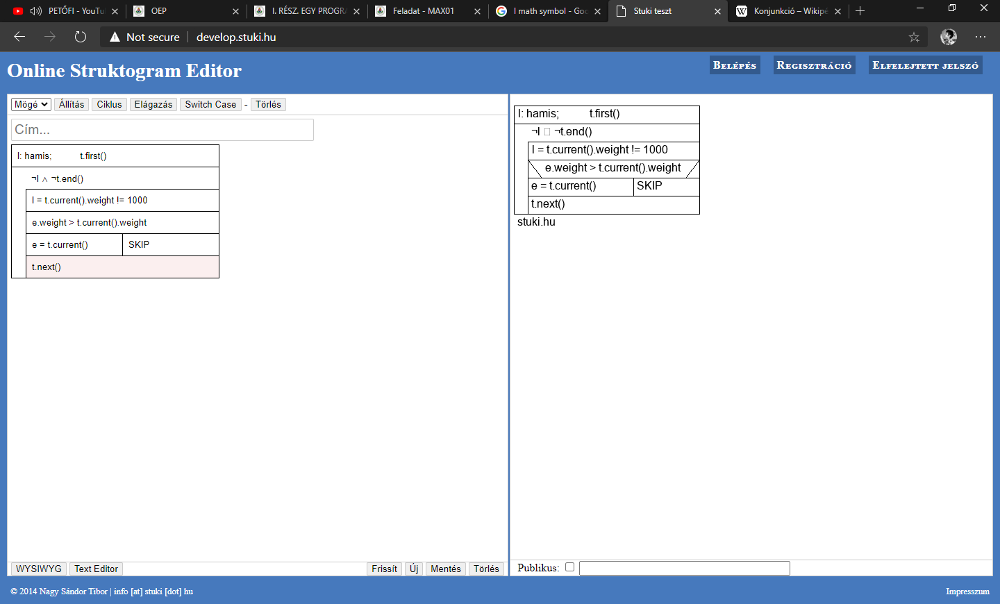 PETŐFI - YouTu
OEP
I. RÉSZ. EGY PROGRA
Feladat - MAX01
l math symbol - Goo
Stuki teszt
Konjunkció – Wikipé
Not secure
develop.stuki.hu
Online Struktogram Editor
Belépés
Regisztráció
Elfelejtett jelszó
Mögé
Állítás
Ciklus
Elágazás
Switch Case
-
Törlés
Cím...
l: hamis; t.first()
¬l ∧ ¬t.end()
l = t.current().weight != 1000
e.weight > t.current().weight
e = t.current()
SKIP
t.next()
l: hamis; t.first()
¬l □ ¬t.end()
l = t.current().weight != 1000
e.weight > t.current().weight
e = t.current()
SKIP
t.next()
stuki.hu
WYSIWYG
Text Editor
Frissít
Új
Mentés
Törlés
Publikus:
© 2014 Nagy Sándor Tibor | info [at] stuki [dot] hu
Impresszum